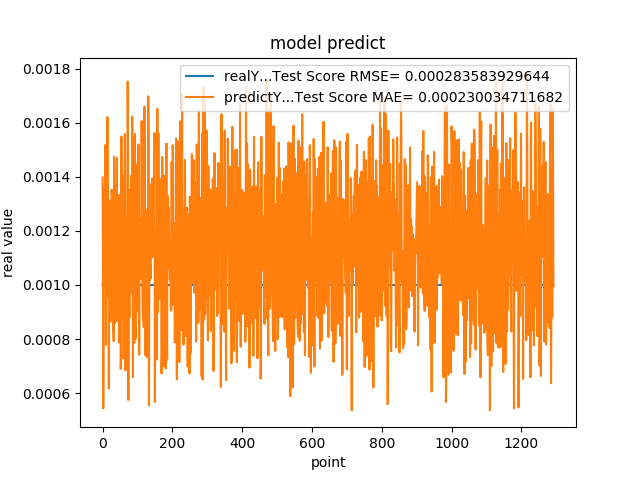 model predict
realY...Test Score RMSE= 0.000283583929644
predictY...Test Score MAE= 0.000230034711682
0.0018
0.0016
0.0014
0.0012
0.0010
0.0008
0.0006
real value
0 200 400 600 800 1000 1200
point